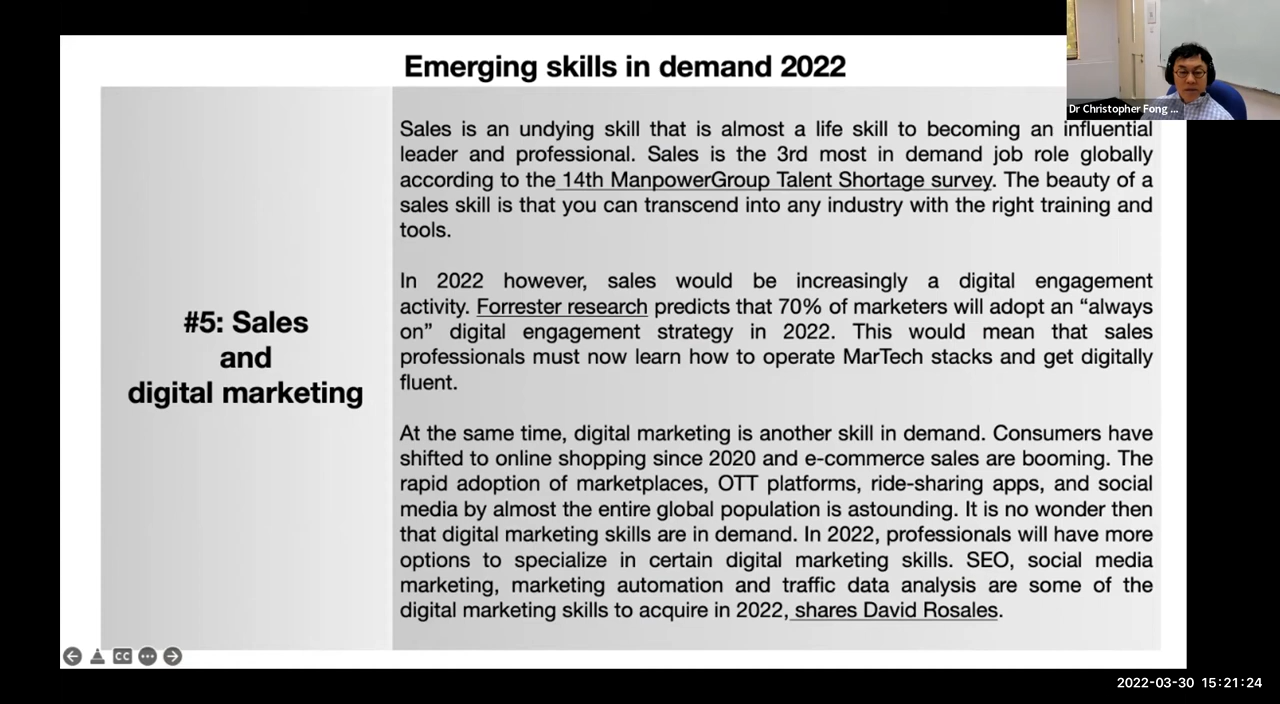 Emerging skills in demand 2022
Dr Christopher Fong ...
Sales is an undying skill that is almost a life skill to becoming an influential
leader and professional. Sales is the 3rd most in demand job role globally
according to the 14th ManpowerGroup Talent Shortage survey. The beauty of a
sales skill is that you can transcend into any industry with the right training and
tools.
In 2022 however, sales would be increasingly a digital engagement
activity. Forrester research predicts that 70% of marketers will adopt an “always
on” digital engagement strategy in 2022. This would mean that sales
professionals must now learn how to operate MarTech stacks and get digitally
fluent.
#5: Sales
and
digital marketing
At the same time, digital marketing is another skill in demand. Consumers have
shifted to online shopping since 2020 and e-commerce sales are booming. The
rapid adoption of marketplaces, OTT platforms, ride-sharing apps, and social
media by almost the entire global population is astounding. It is no wonder then
that digital marketing skills are in demand. In 2022, professionals will have more
options to specialize in certain digital marketing skills. SEO, social media
marketing, marketing automation and traffic data analysis are some of the
digital marketing skills to acquire in 2022, shares David Rosales.
CC
2022-03-30 15:21:24